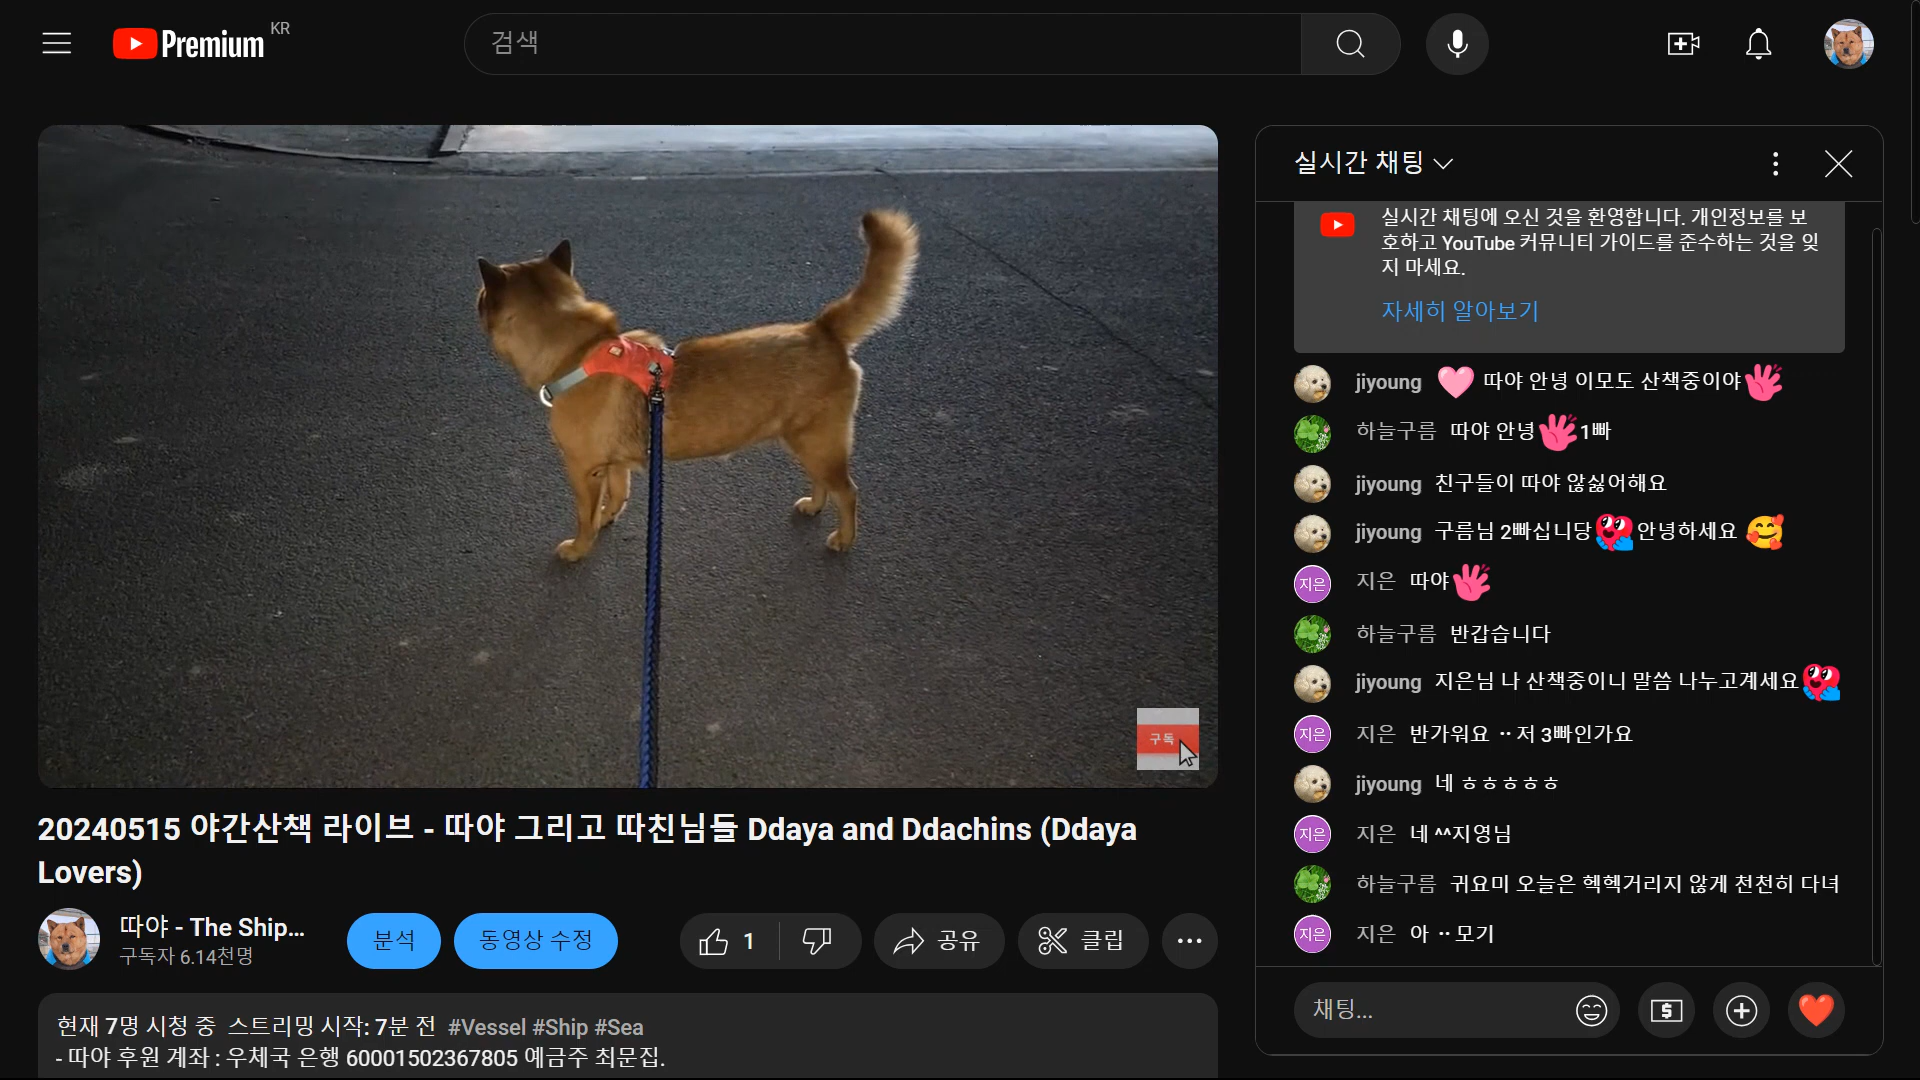 Premium KR
검색
실시간 채팅
실시간 채팅에 오신 것을 환영합니다. 개인정보를 보
호하고 YouTube 커뮤니티 가이드를 준수하는 것을 잊
지 마세요.
자세히 알아보기
jiyoung 따야 안녕 이모도 산책중이야
하늘구름 따야 안녕 1빠
jiyoung 친구들이 따야 않싫어해요
jiyoung 구름님 2빠십니당 안녕하세요
지은 지은 따야
하늘구름 반갑습니다
jiyoung 지은님 나 산책중이니 말씀 나누고계세요
지은 지은 반가워요 ··저 3빠인가요
jiyoung 네 ㅎㅎㅎㅎㅎ
지은 지은 네 ^^지영님
하늘구름 귀요미 오늘은 헥헥거리지 않게 천천히 다녀
지은 지은 아 ··모기
채팅...
구독
20240515 야간산책 라이브 - 따야 그리고 따친님들 Ddaya and Ddachins (Ddaya
Lovers)
따야 - The Ship...
구독자 6.14천명
분석
동영상 수정
1
공유
클립
현재 7명 시청 중 스트리밍 시작: 7분 전 #Vessel #Ship #Sea
- 따야 후원 계좌 : 우체국 은행 60001502367805 예금주 최문집.